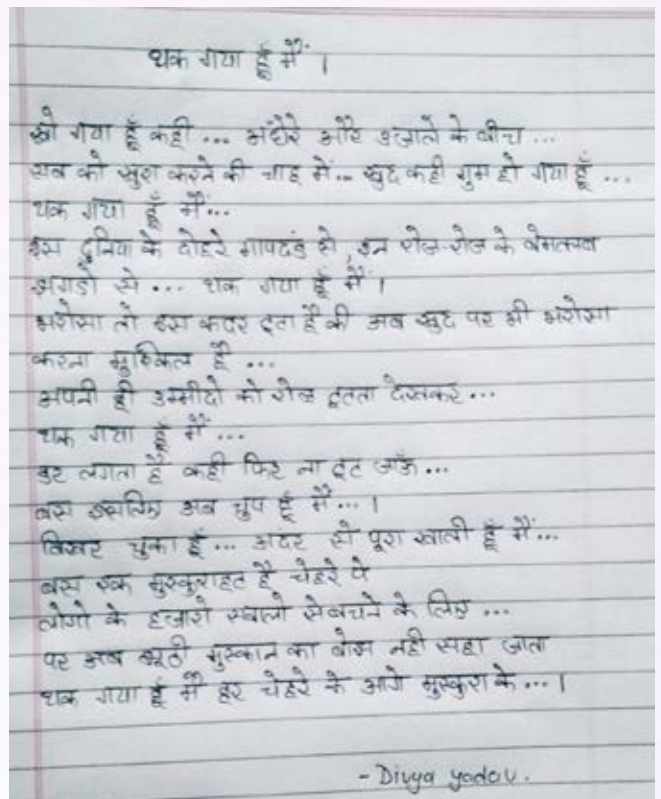 थक गया हूँ मैं ।
खो गया हूँ कही ... अंधेरे और उजाले के बीच ...
सब को खुश करने की चाह में... खुद कही गुम हो गया हूँ ...
थक गया हूँ मैं...
इस दुनिया के दोहरे मापदंड से, इन रोज-रोज के बेमतलब
झगडो से ... थक गया हूँ मैं ।
भरोसा तो इस कदर टूटा है की अब खुद पर भी भरोसा
करना मुश्किल है ...
अपनी ही उम्मीदो को रोज टूटता देखकर...
थक गया हूँ मैं ...
डर लगता है कही फिर ना टूट जाऊँ ...
बस इसलिए अब चुप हूँ मैं ... ।
बिखर चुका हूँ ... अंदर से पूरा खाली हूँ मैं...
बस एक मुस्कुराहट है चेहरे पे
लोगो के हजारो सवालो से बचने के लिए ...
पर अब झूठी मुस्कान का बोझ नही सहा जाता
थक गया हूँ मैं हर चेहरे के आगे मुस्कुरा के ... ।
- Divya yadav.